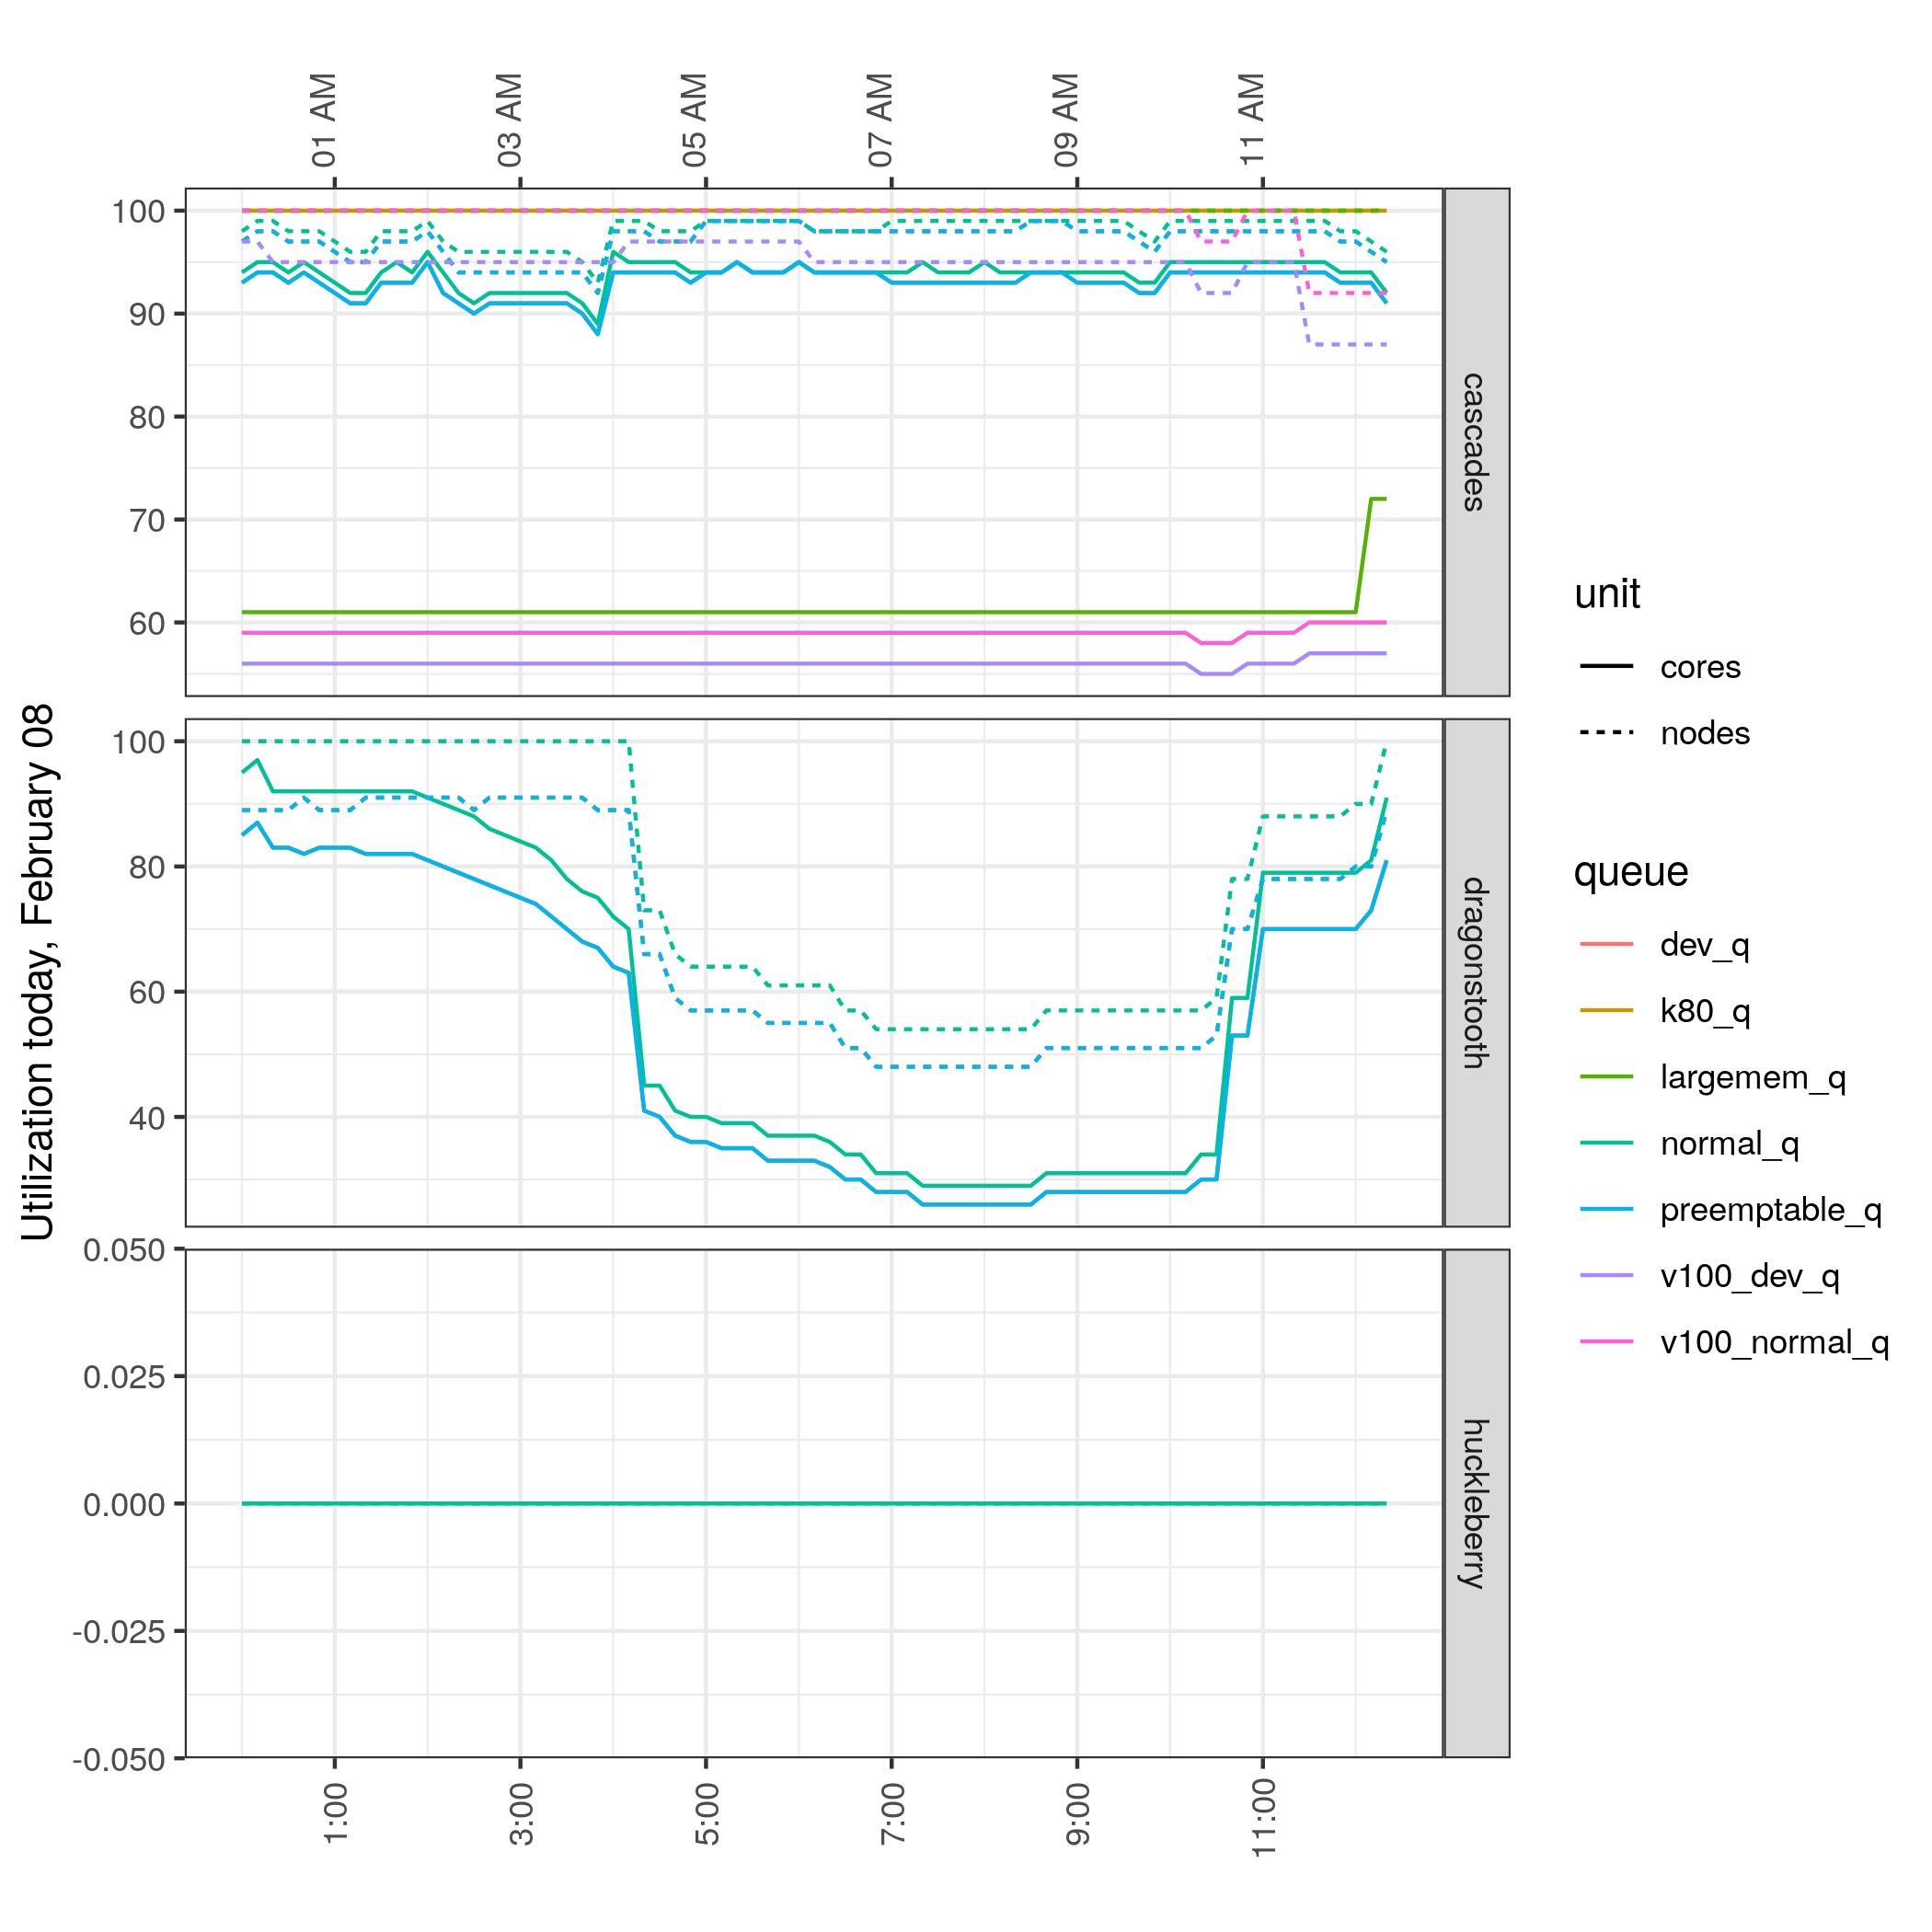 01 AM
03 AM
05 AM
07 AM
09 AM
11 AM
Utilization today, February 08
100
90
80
70
60
cascades
100
80
60
40
dragonstooth
0.050
0.025
0.000
-0.025
-0.050
huckleberry
1:00
3:00
5:00
7:00
9:00
11:00
unit
cores
nodes
queue
dev_q
k80_q
largemem_q
normal_q
preemptable_q
v100_dev_q
v100_normal_q